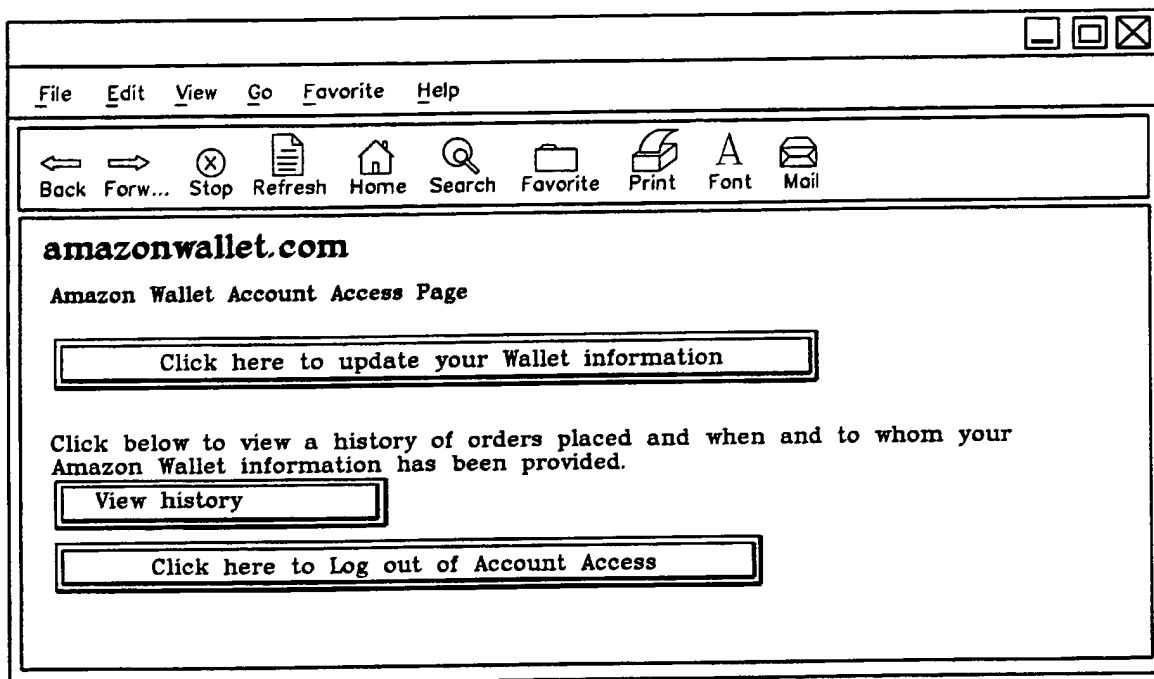 File Edit View Go Favorite Help
Back Forw... Stop Refresh Home Search Favorite Print Font Mail
amazonwallet.com
Amazon Wallet Account Access Page
Click here to update your Wallet information
Click below to view a history of orders placed and when and to whom your
Amazon Wallet information has been provided.
View history
Click here to Log out of Account Access